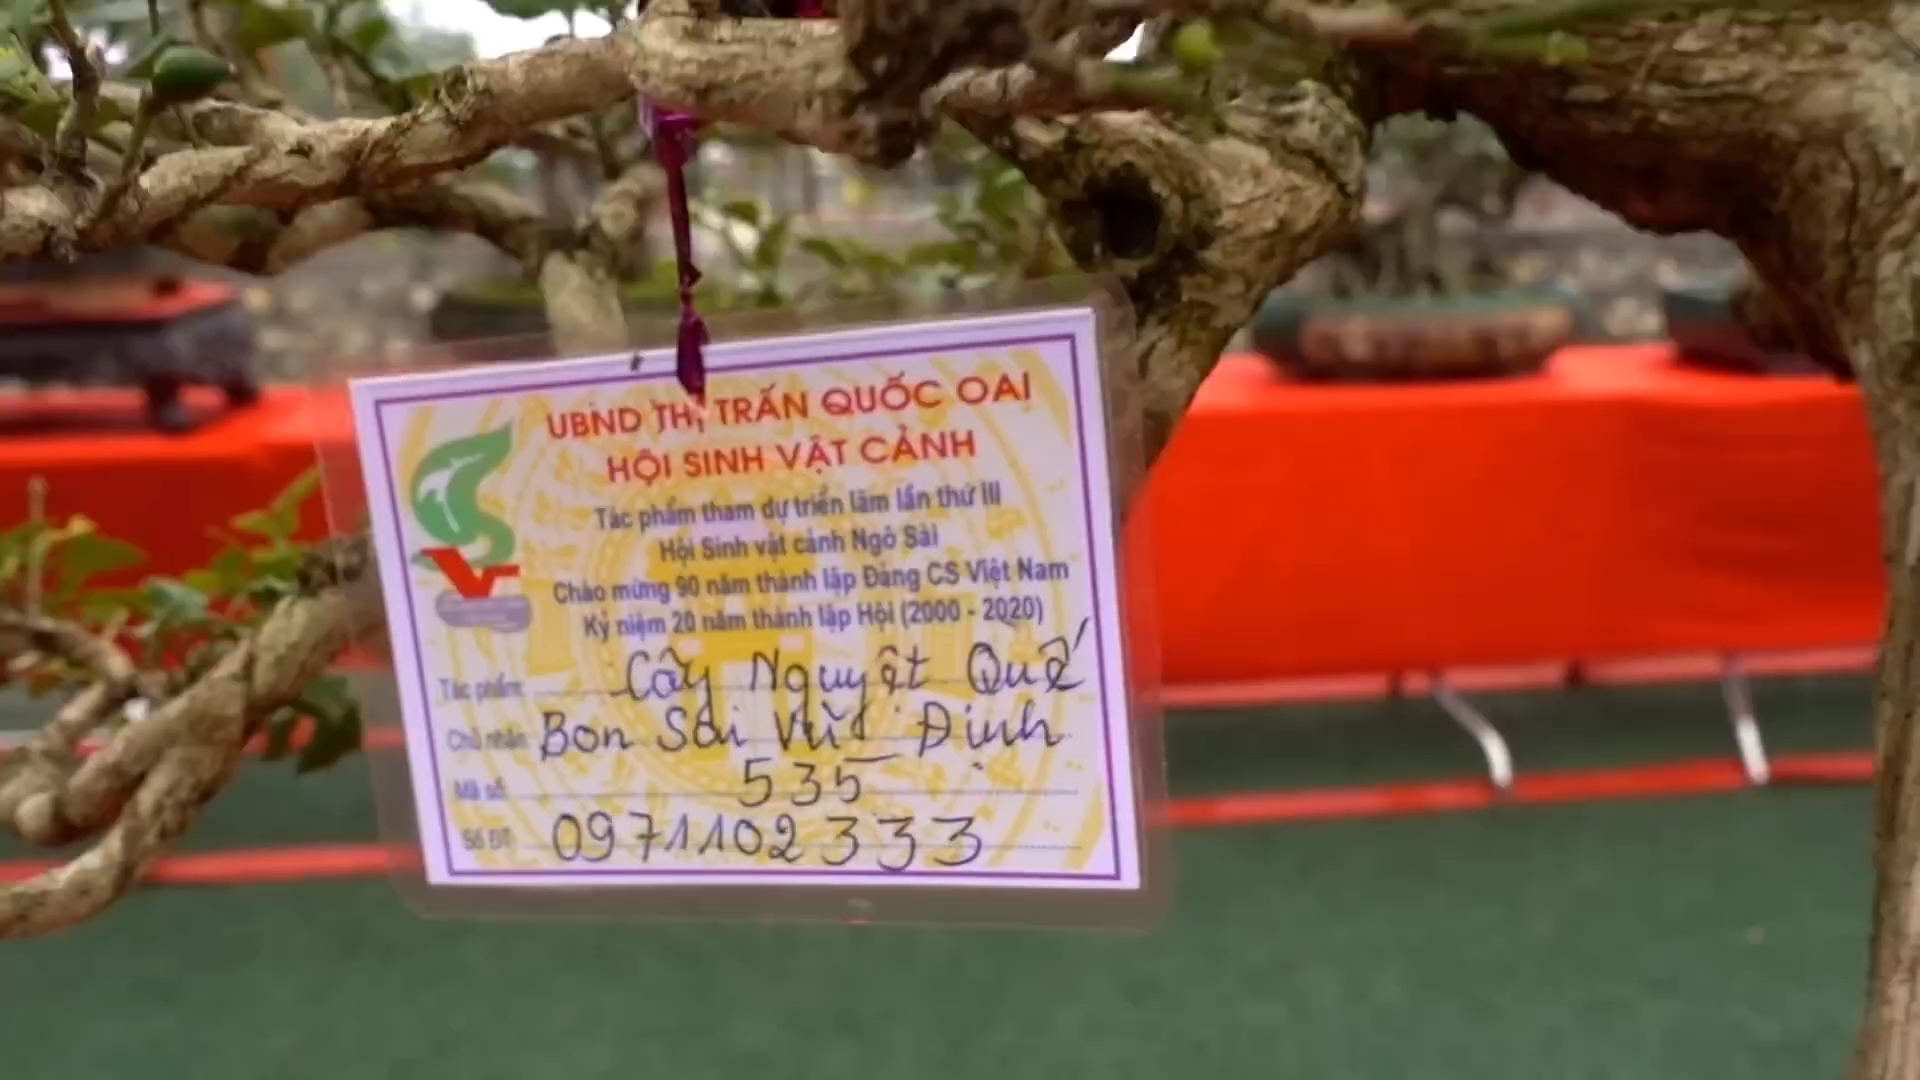 UBND THỊ TRẤN QUỐC OAI
HỘI SINH VẬT CẢNH
Tác phẩm tham dự triển lãm lần thứ III
Hội Sinh vật cảnh Ngô Sài
Chào mừng 90 năm thành lập Đảng CS Việt Nam
Kỷ niệm 20 năm thành lập Hội (2000 - 2020)
Tác phẩm: Cây Nguyệt Quế
Chủ nhân: Bon Sai Vũ Định
Mã số: 535
Số ĐT: 0971102333